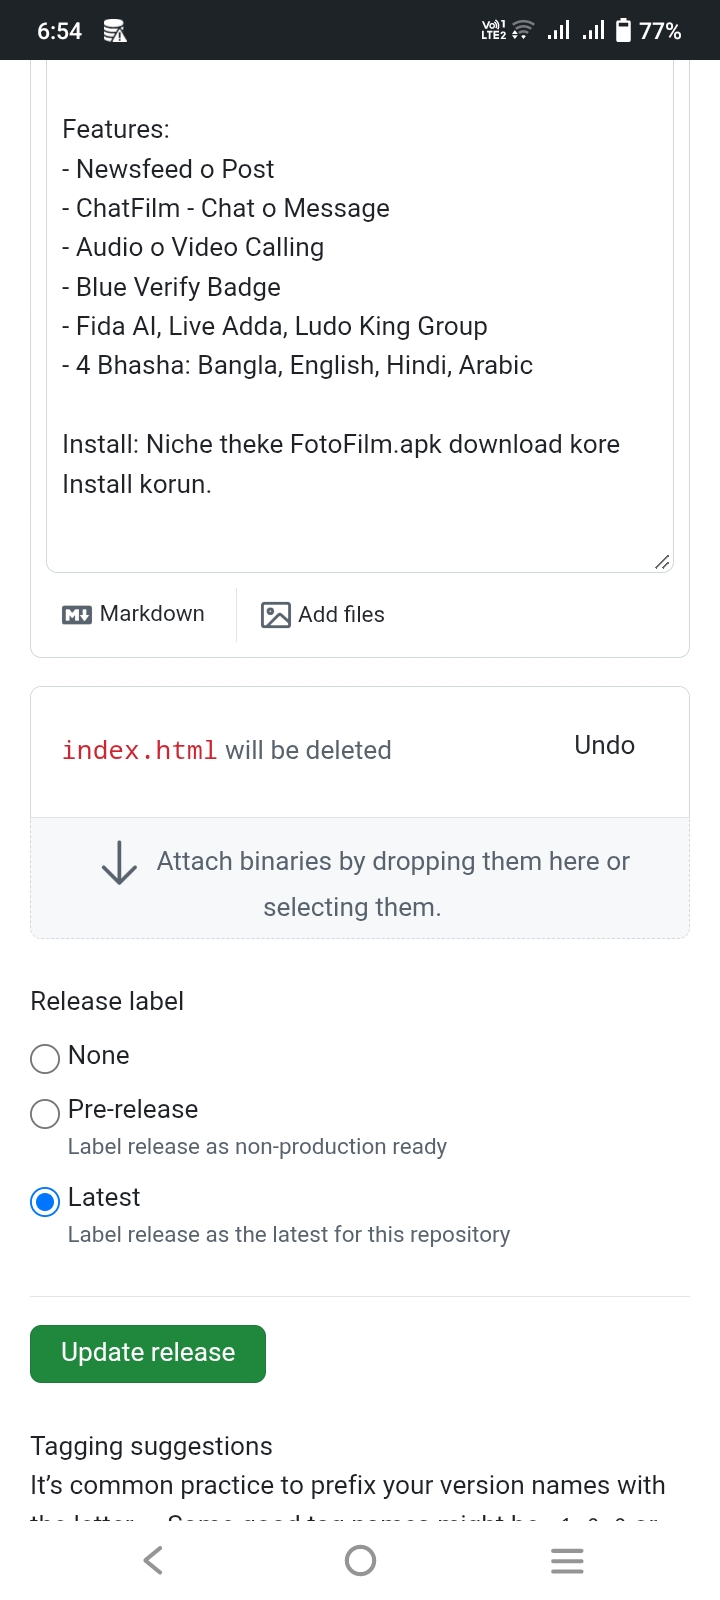 6:54
Vo)) 1
LTE2
77%
Features:
- Newsfeed o Post
- ChatFilm - Chat o Message
- Audio o Video Calling
- Blue Verify Badge
- Fida AI, Live Adda, Ludo King Group
- 4 Bhasha: Bangla, English, Hindi, Arabic
Install: Niche theke FotoFilm.apk download kore
Install korun.
Markdown
Add files
index.html will be deleted
Undo
Attach binaries by dropping them here or
selecting them.
Release label
None
Pre-release
Label release as non-production ready
Latest
Label release as the latest for this repository
Update release
Tagging suggestions
It’s common practice to prefix your version names with